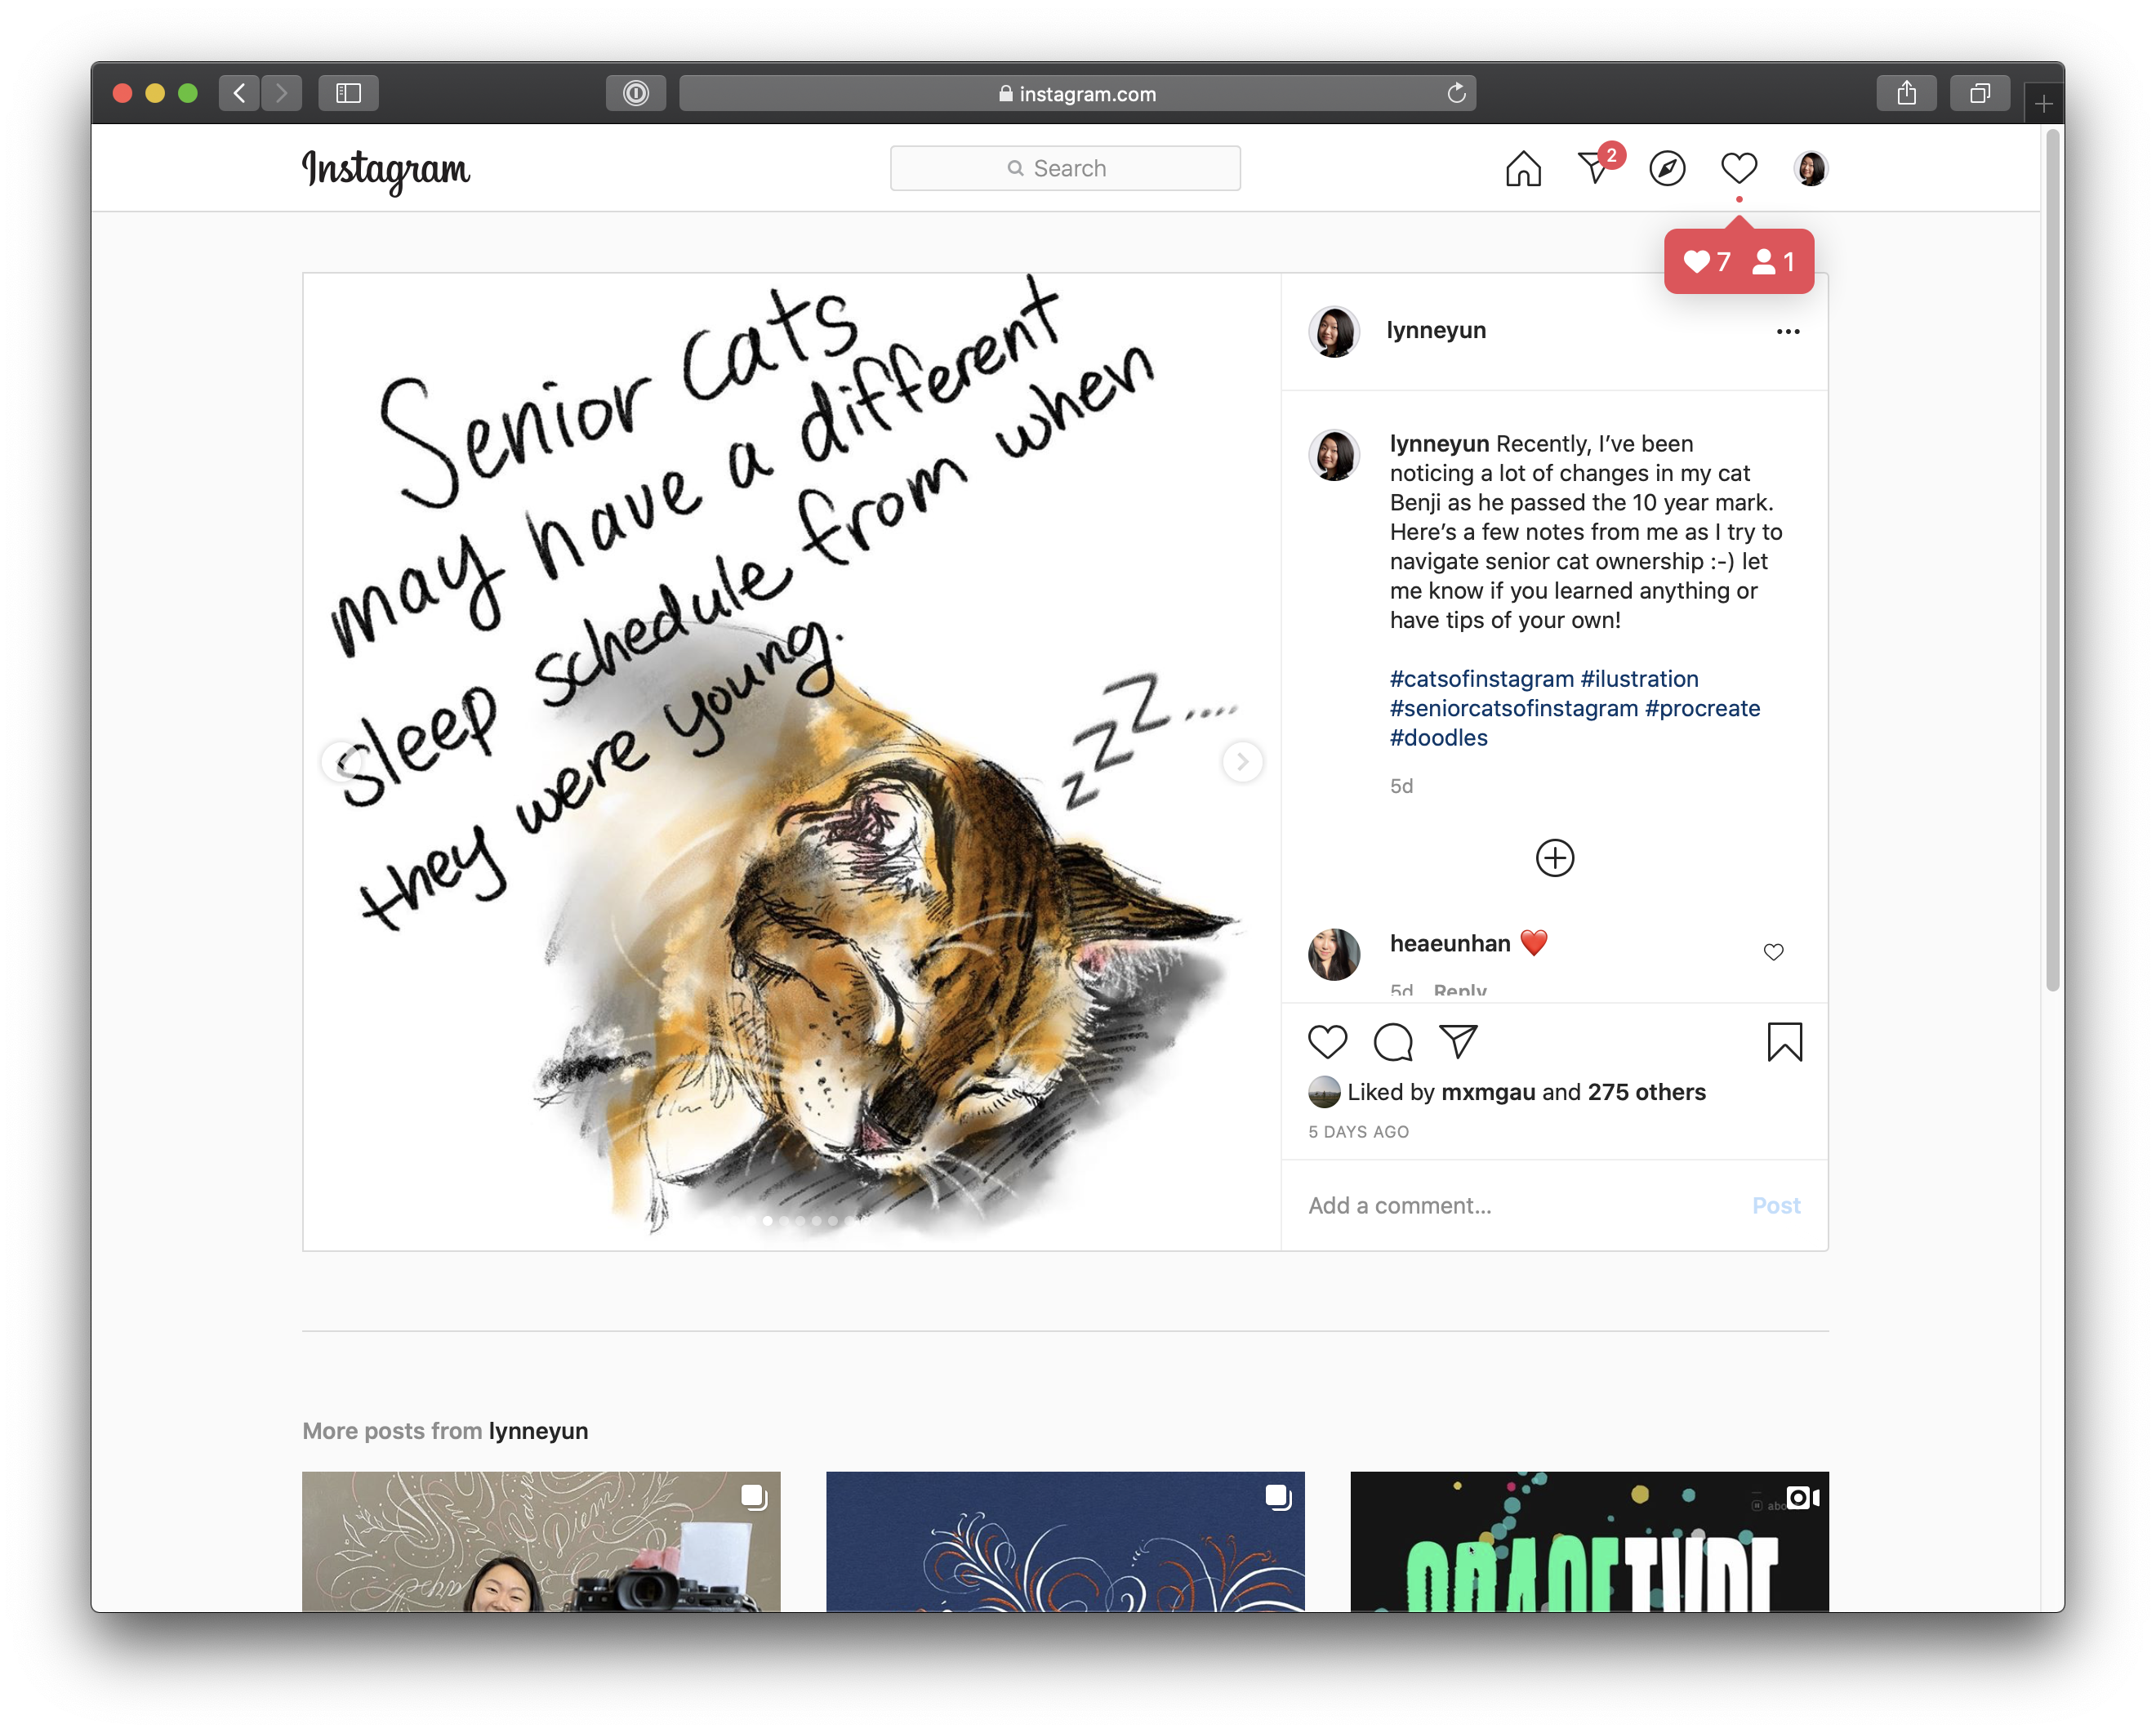 instagram.com
Instagram
Search
2
7 1
Senior cats
may have a different
sleep schedule from when
they were young.
zzz....
lynneyun
lynneyun Recently, I’ve been
noticing a lot of changes in my cat
Benji as he passed the 10 year mark.
Here’s a few notes from me as I try to
navigate senior cat ownership :-) let
me know if you learned anything or
have tips of your own!
#catsofinstagram #ilustration
#seniorcatsofinstagram #procreate
#doodles
5d
heaeunhan ❤️
5d Reply
Liked by mxmgau and 275 others
5 DAYS AGO
Add a comment... Post
More posts from lynneyun
SPACETYPE